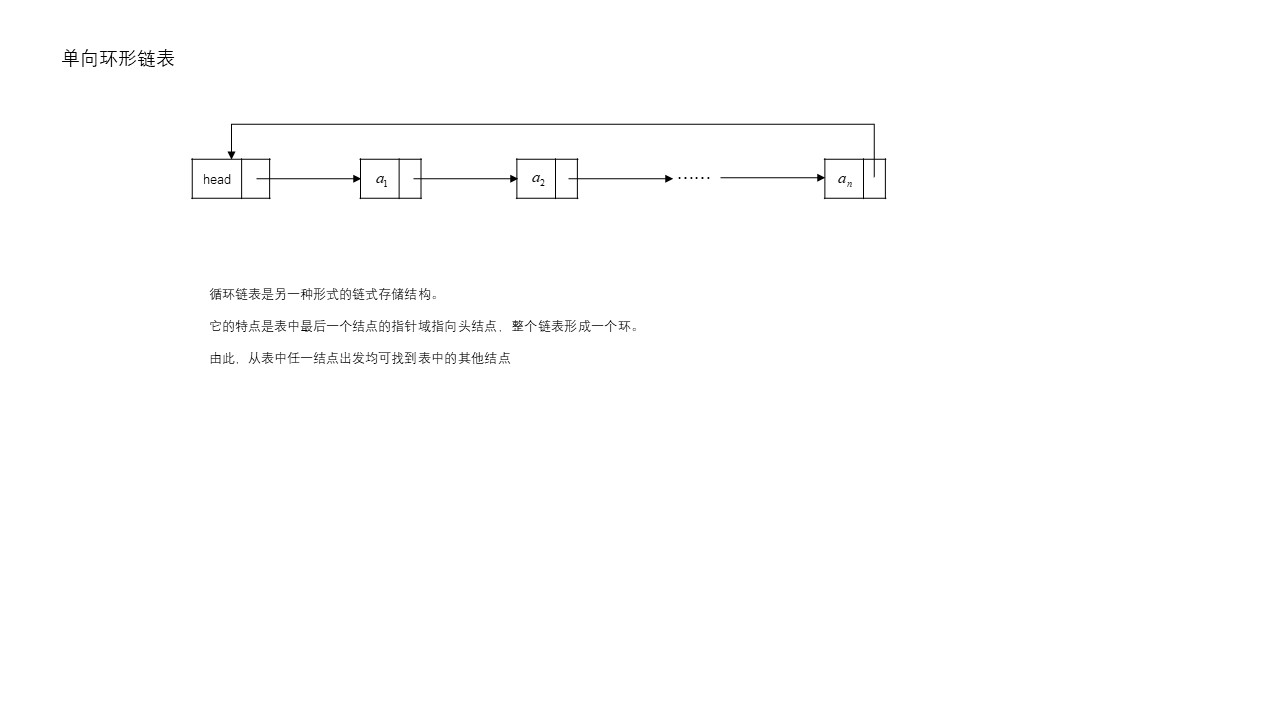 单向环形链表
head a1 a2 ⋯⋯ an
循环链表是另一种形式的链式存储结构。
它的特点是表中最后一个结点的指针域指向头结点，整个链表形成一个环。
由此，从表中任一结点出发均可找到表中的其他结点